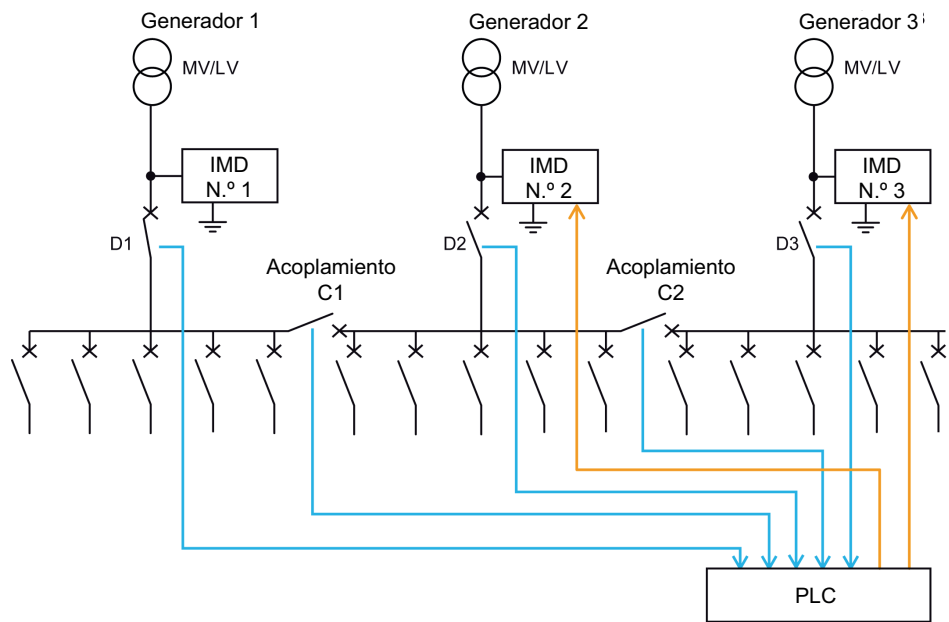 Generador 1
Generador 2
Generador 3
MV/LV
MV/LV
MV/LV
IMD
N.º 1
IMD
N.º 2
IMD
N.º 3
D1
D2
D3
Acoplamiento
C1
Acoplamiento
C2
PLC